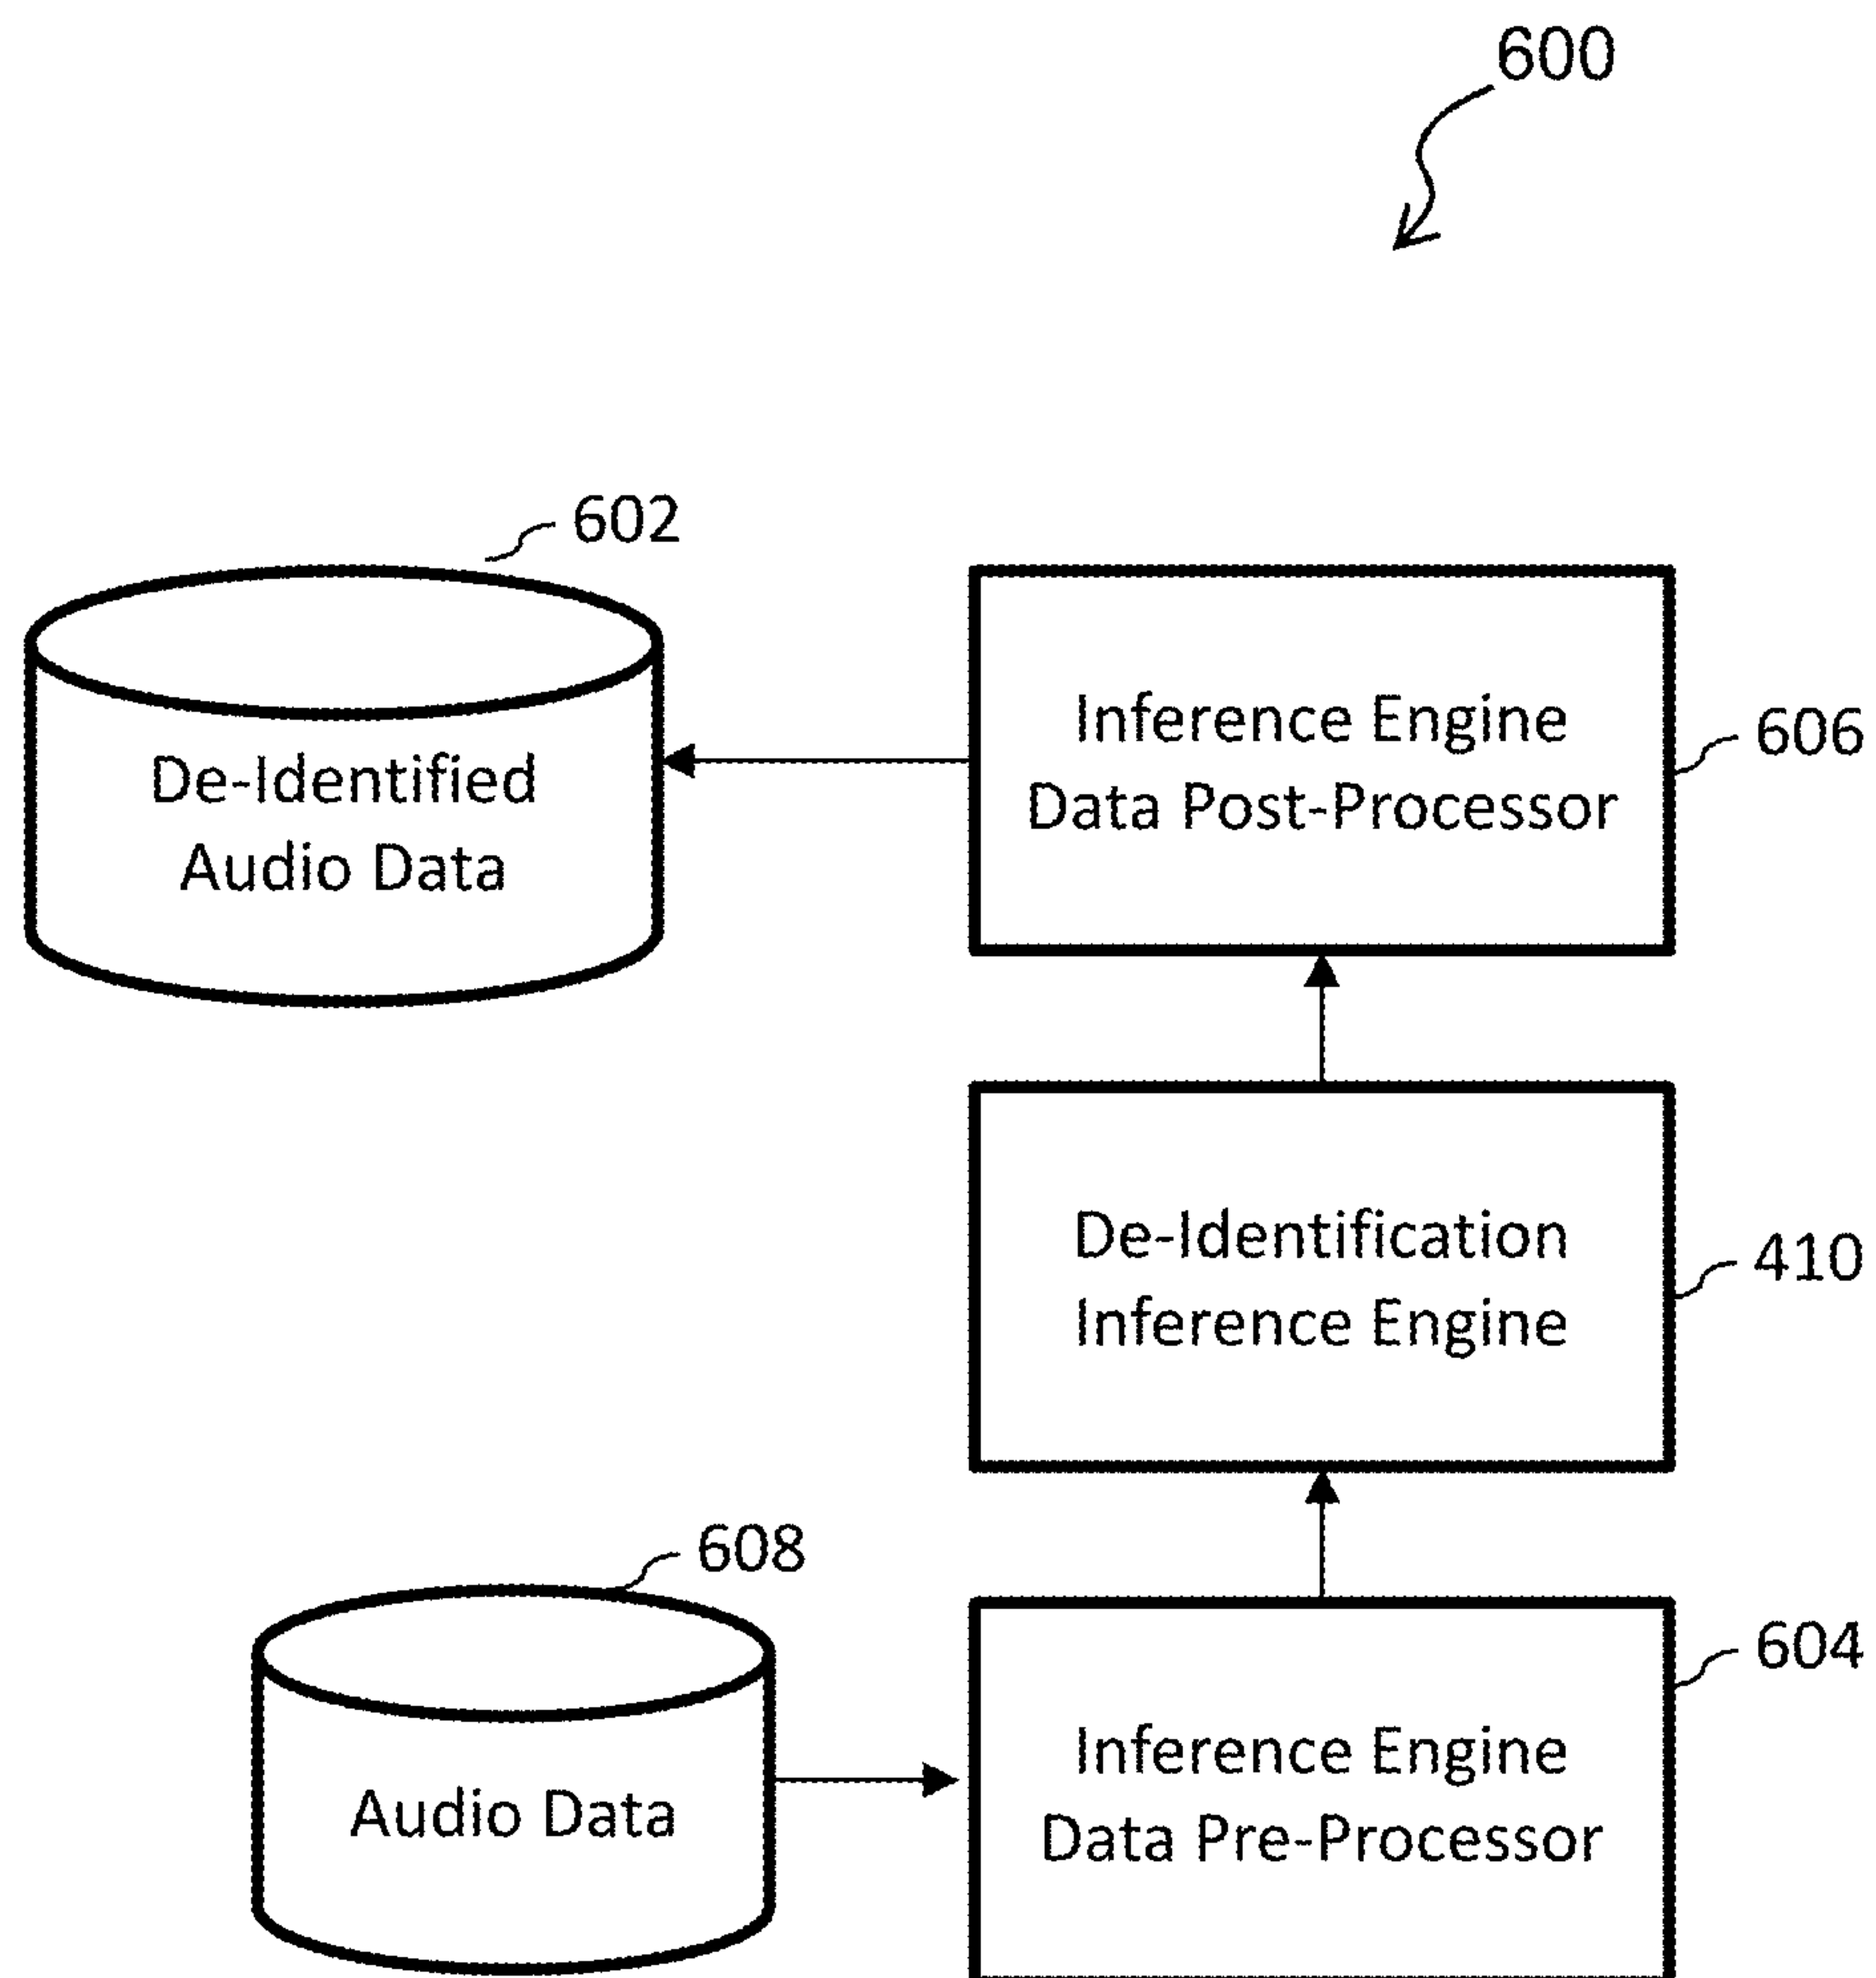 600
602
De-Identified
Audio Data
Inference Engine
Data Post-Processor
606
De-Identification
Inference Engine
410
608
Audio Data
Inference Engine
Data Pre-Processor
604